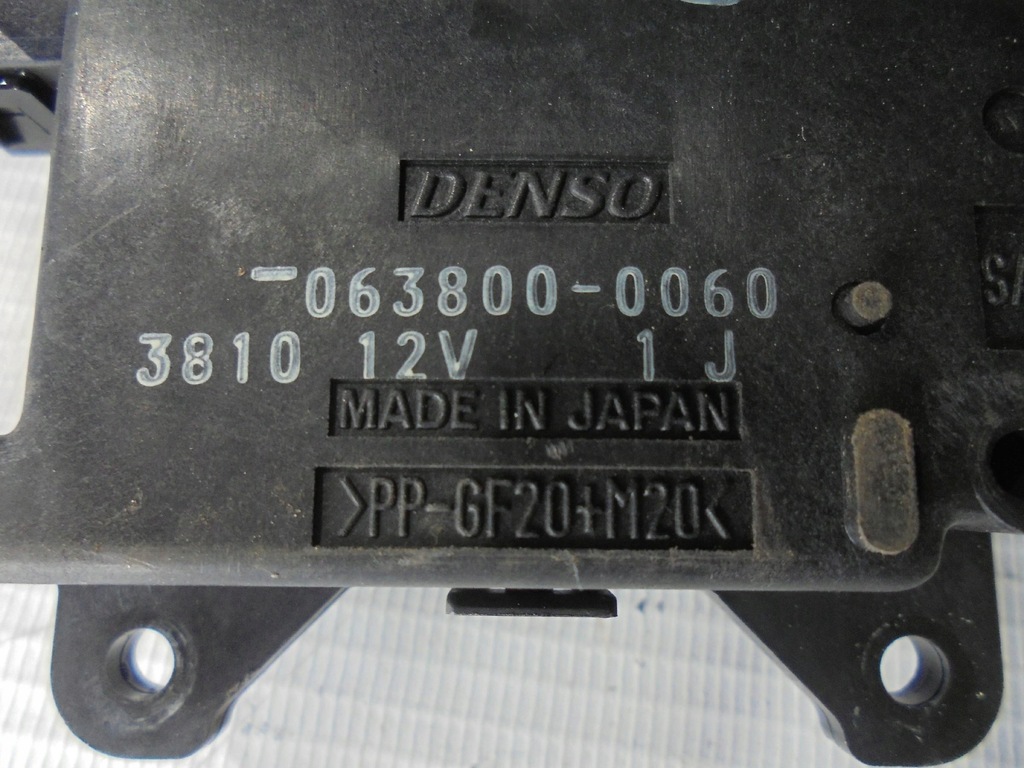 DENSO
-063800-0060
3810 12V 1 J
MADE IN JAPAN
>PP-GF20+M20<